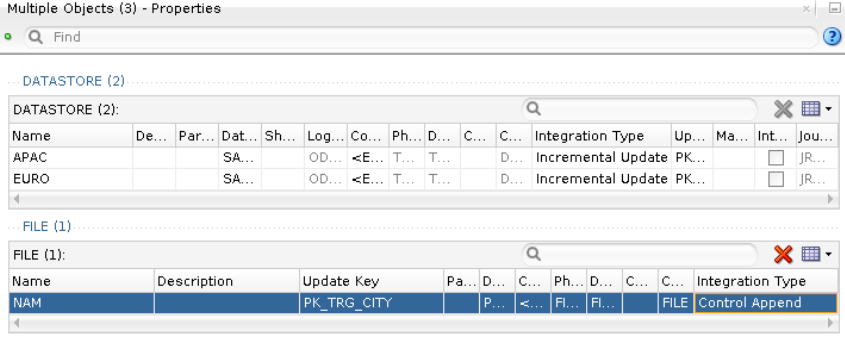 Multiple Objects (3) - Properties
Find
DATASTORE (2)
DATASTORE (2):
Name De... Par... Dat... Sh... Log... Co... Ph... D... C... C... Integration Type Up... Ma... Int... Jou...
APAC SA... OD... <E... T... T... D... Incremental Update PK... JR...
EURO SA... OD... <E... T... T... D... Incremental Update PK... JR...
FILE (1)
FILE (1):
Name Description Update Key Pa... D... C... Ph... D... C... C... Integration Type
NAM PK_TRG_CITY P... <... FI... FI... FILE Control Append